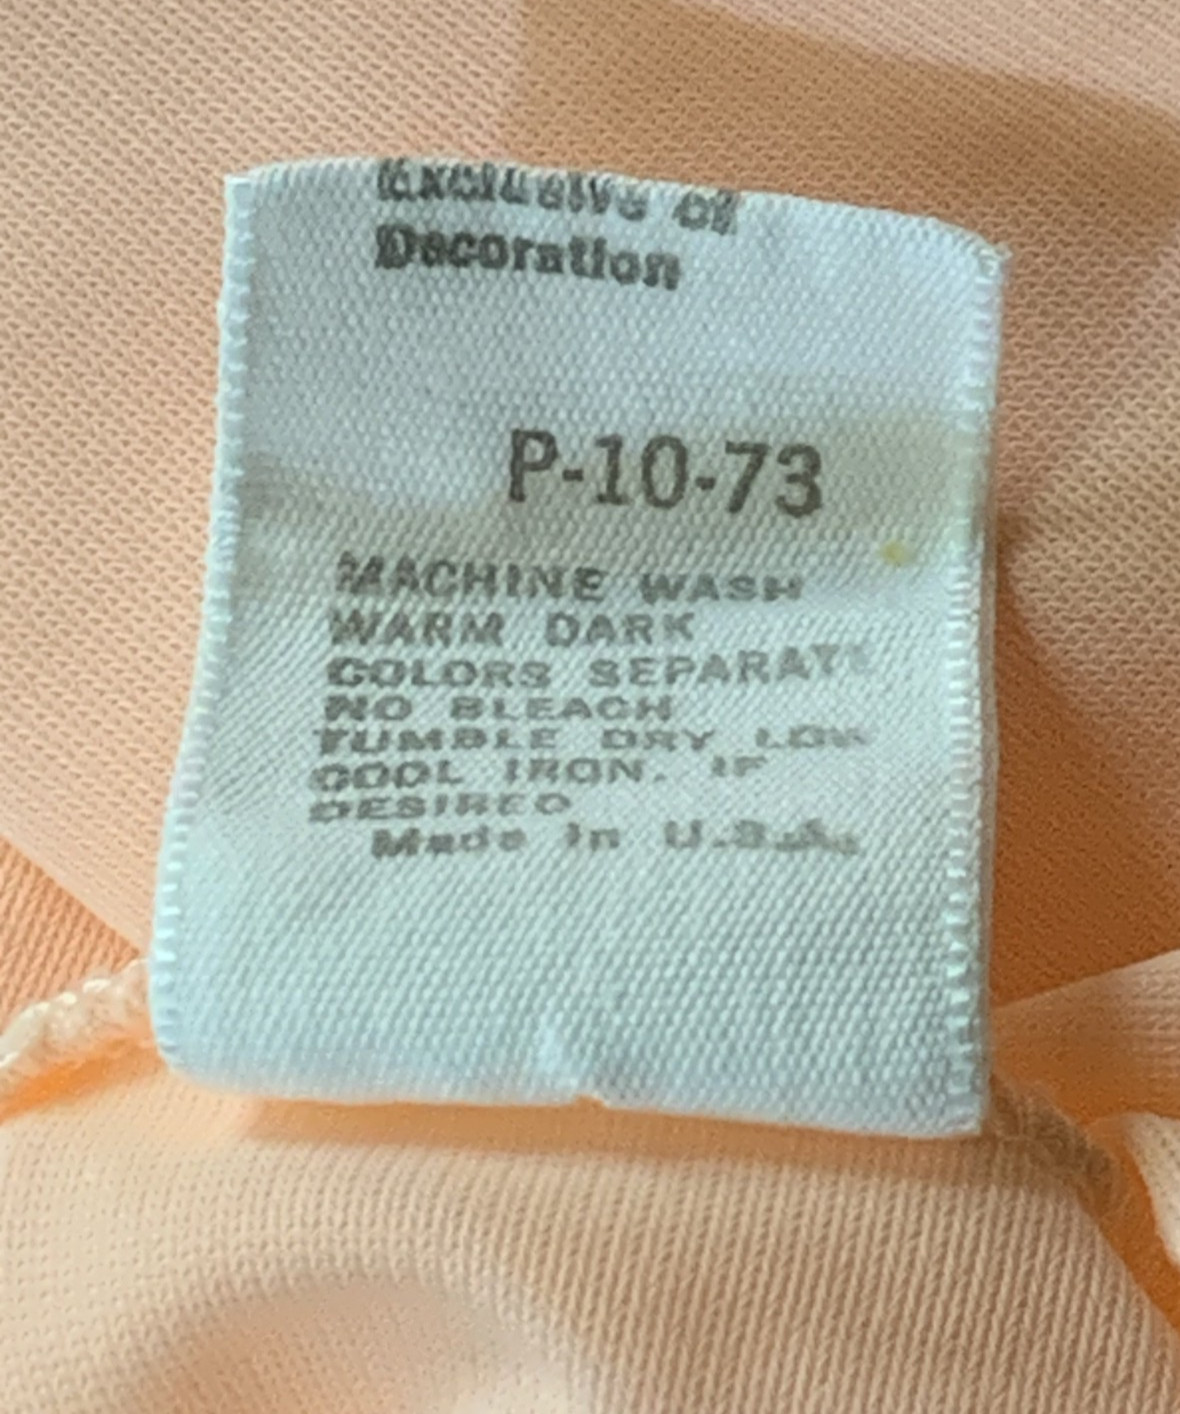 Exclusive of
Decoration
P-10-73
MACHINE WASH
WARM DARK
COLORS SEPARATE
NO BLEACH
TUMBLE DRY LOW
COOL IRON. IF
DESIRED
Made in U.S.A.